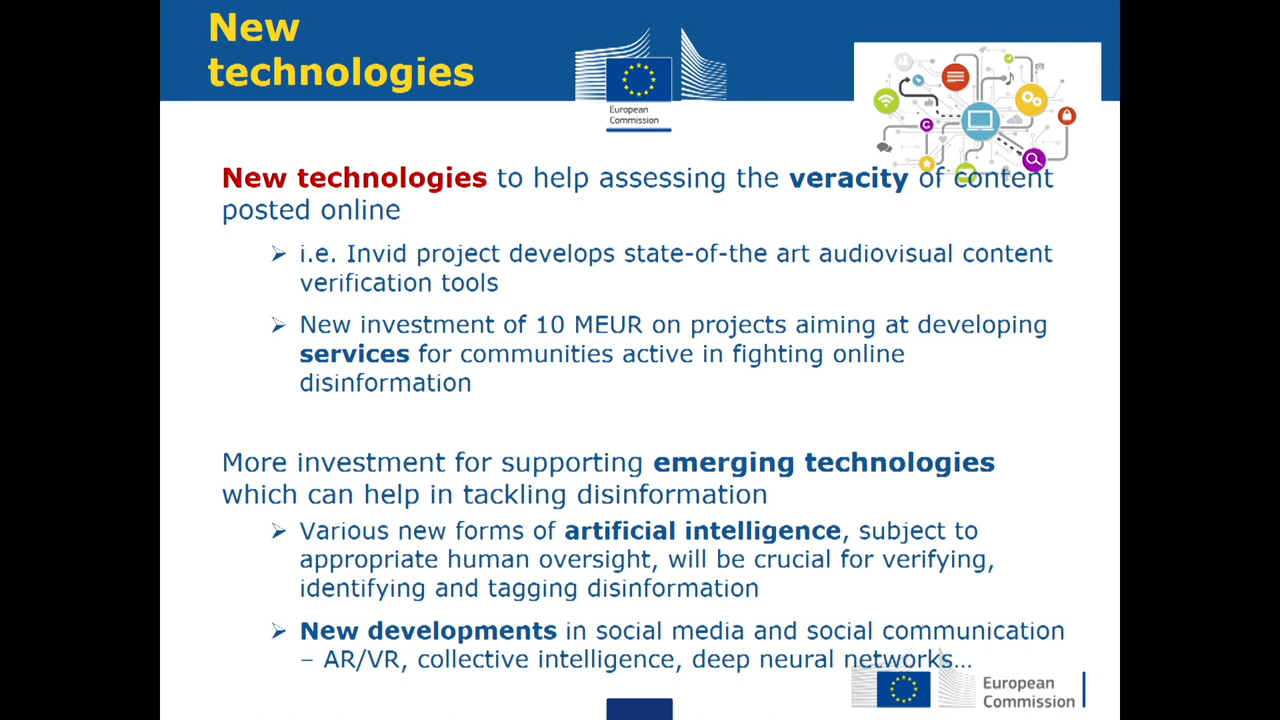 New
technologies
European
Commission
New technologies to help assessing the veracity of content
posted online
➢ i.e. Invid project develops state-of-the art audiovisual content
verification tools
➢ New investment of 10 MEUR on projects aiming at developing
services for communities active in fighting online
disinformation
More investment for supporting emerging technologies
which can help in tackling disinformation
➢ Various new forms of artificial intelligence, subject to
appropriate human oversight, will be crucial for verifying,
identifying and tagging disinformation
➢ New developments in social media and social communication
– AR/VR, collective intelligence, deep neural networks…
European
Commission